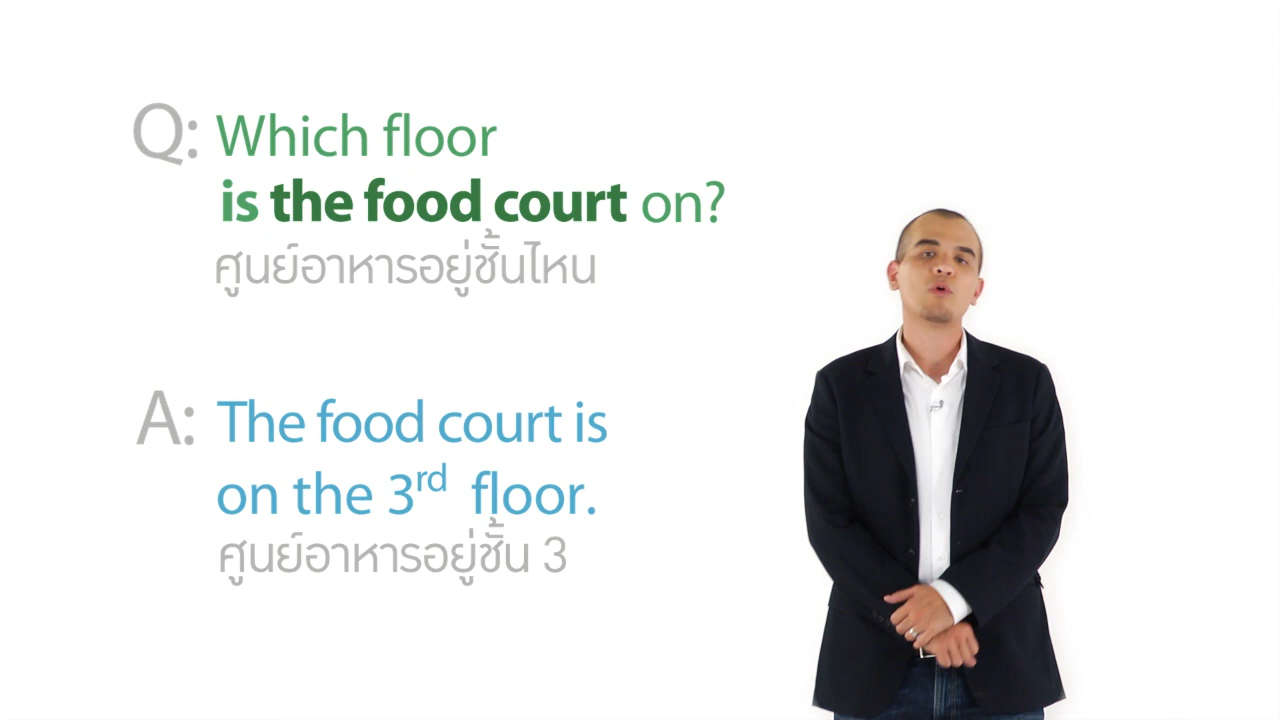 Q: Which floor
is the food court on?
ศูนย์อาหารอยู่ชั้นไหน
A: The food court is
on the 3rd floor.
ศูนย์อาหารอยู่ชั้น 3